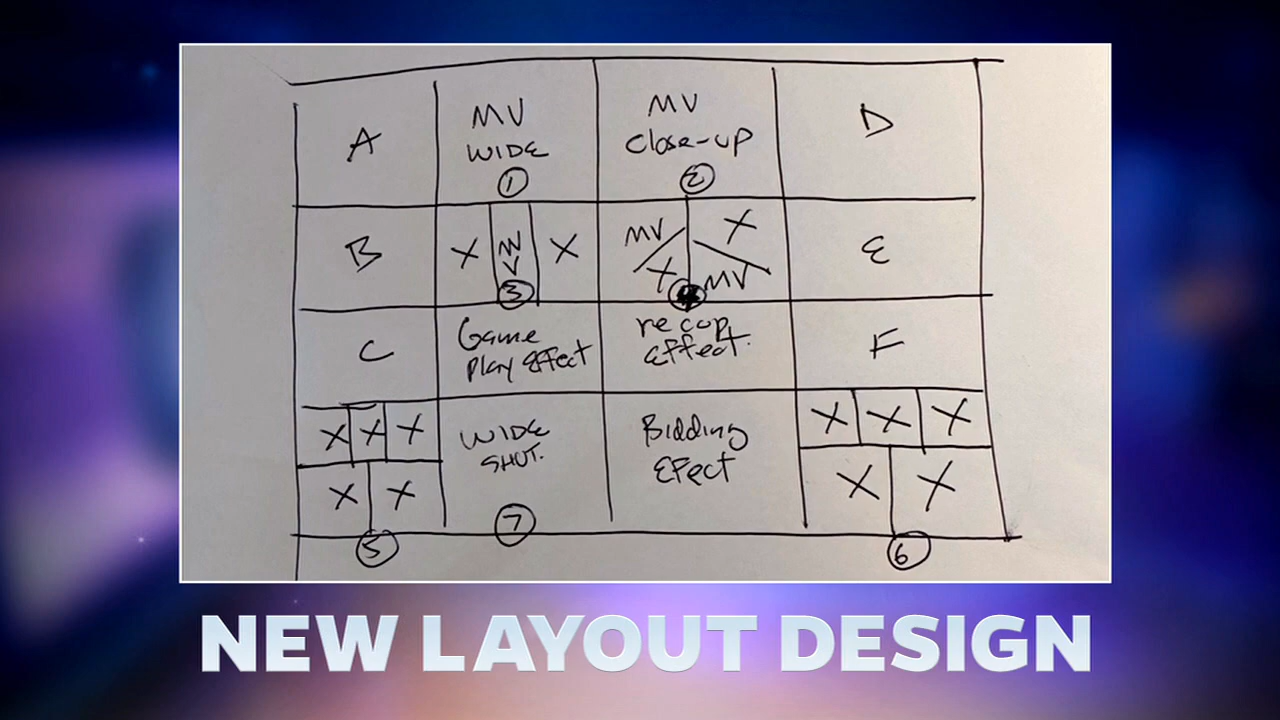 A
MV
WIDE
1
MV
Close-up
2
D
B
X
MV
X
3
MV
X
X
MV
E
C
Game
Play Effect
recap
Effect.
F
X X X
X X
5
WIDE
SHOT.
7
Bidding
Effect
X X X
X X
6
NEW LAYOUT DESIGN